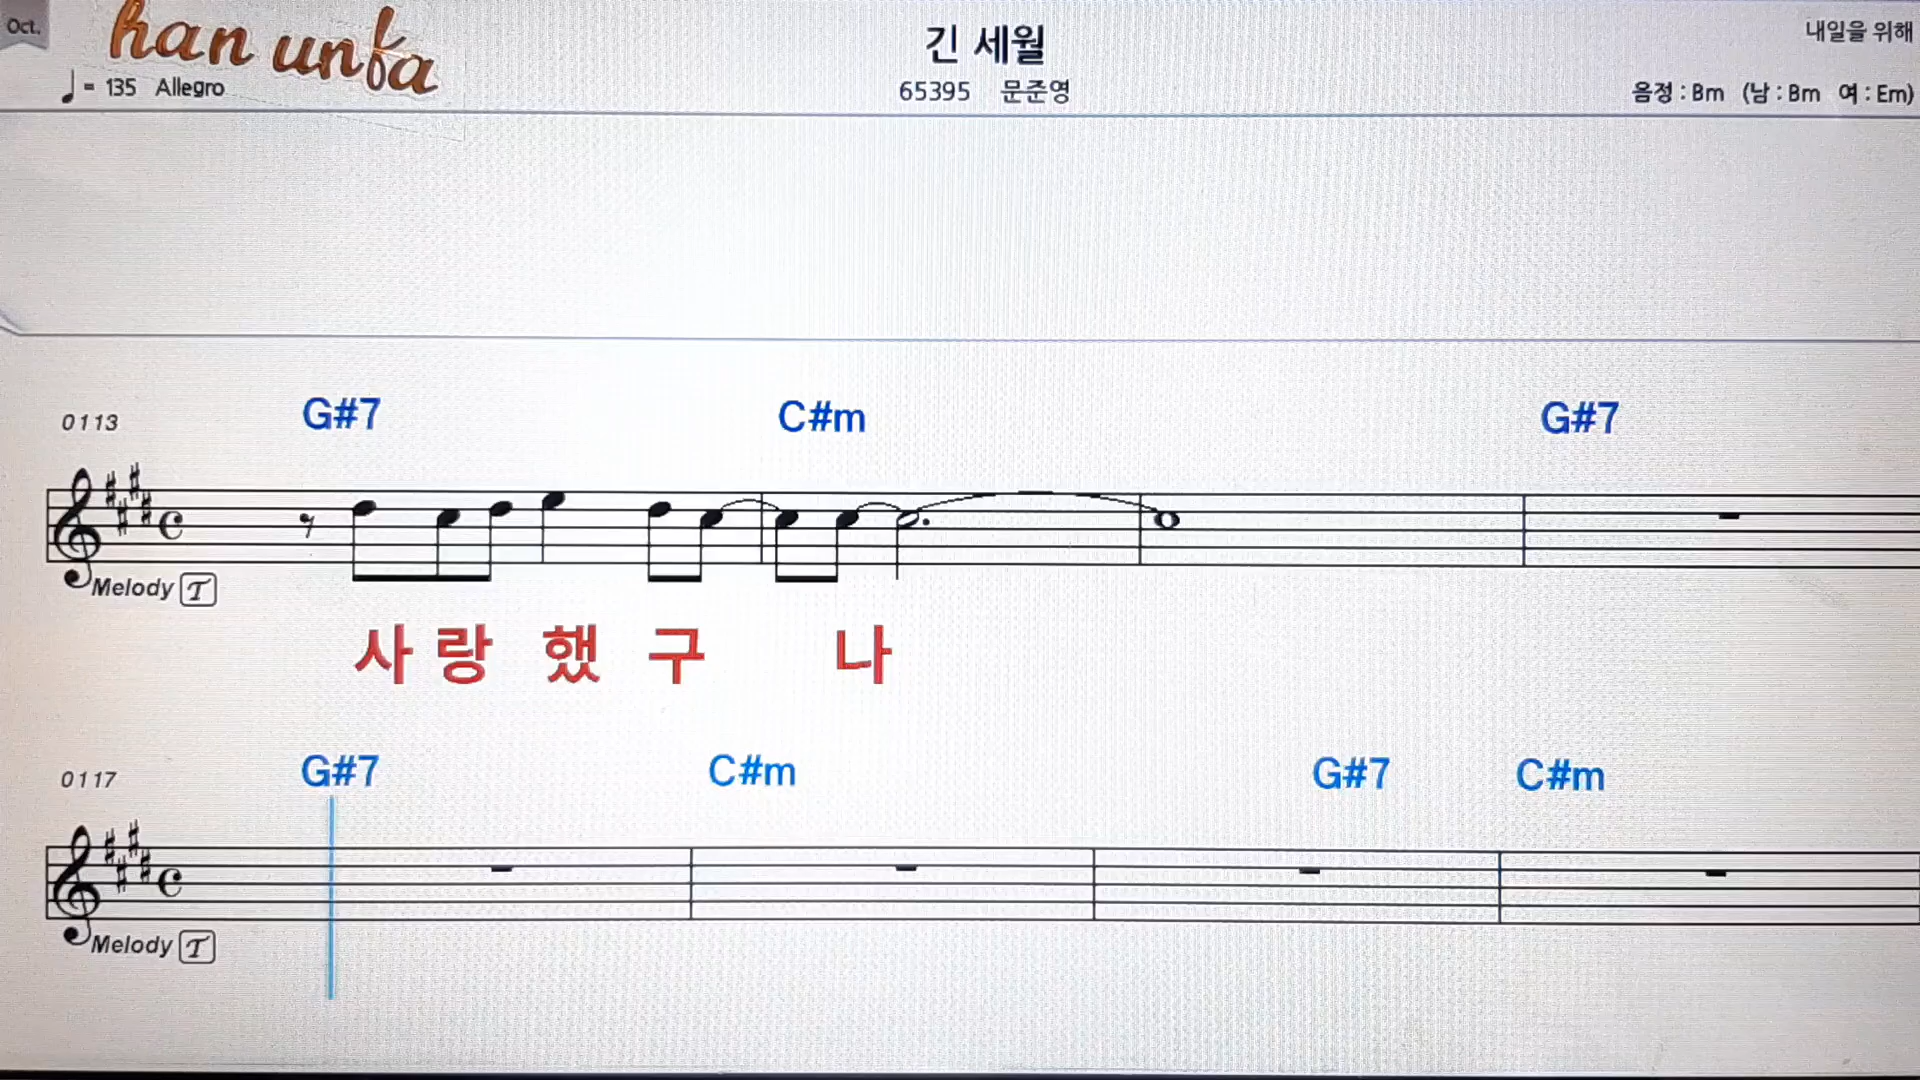 Oct.
han unfa
긴 세월
내일을 위해
♩ = 135 Allegro
65395 문준영
음정 : Bm (남 : Bm 여 : Em)
0113 G#7 C#m G#7
Melody T
사 랑 했 구 나
0117 G#7 C#m G#7 C#m
Melody T